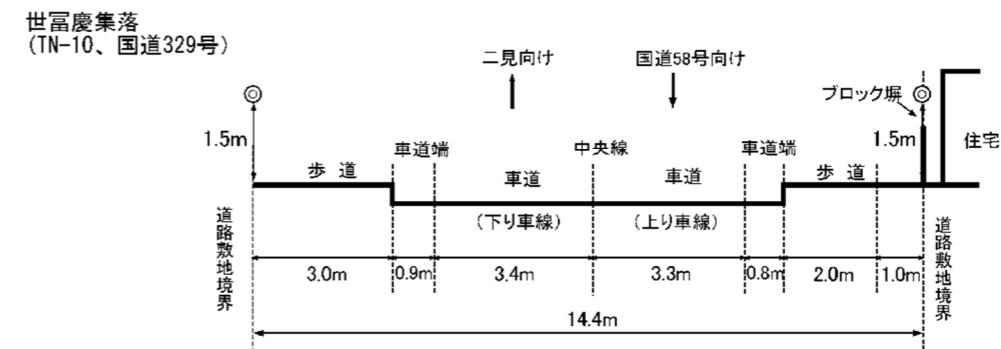 世冨慶集落
(TN-10、国道329号)
二見向け
国道58号向け
ブロック塀
1.5m
1.5m
住宅
歩 道
車道端
車道
中央線
車道
車道端
歩 道
(下り車線)
(上り車線)
道路敷地境界
道路敷地境界
3.0m
0.9m
3.4m
3.3m
0.8m
2.0m
1.0m
14.4m